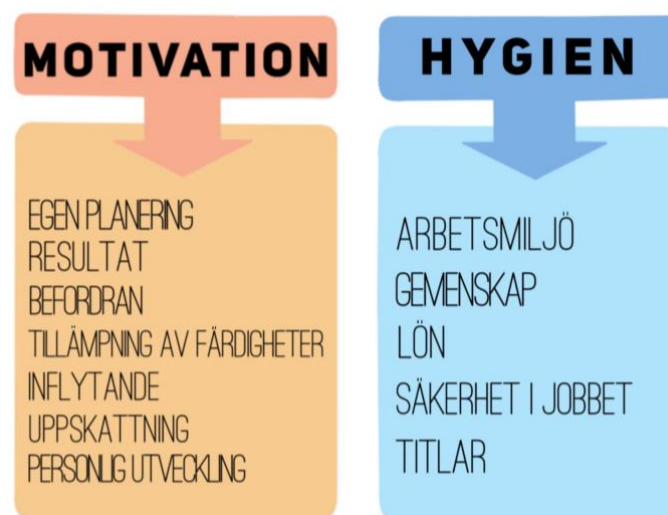 MOTIVATION
EGEN PLANERING
RESULTAT
BEFORDRAN
TILLÄMPNING AV FÄRDIGHETER
INFLYTANDE
UPPSKATTNING
PERSONLIG UTVECKLING
HYGIEN
ARBETSMILJÖ
GEMENSKAP
LÖN
SÄKERHET I JOBBET
TITLAR